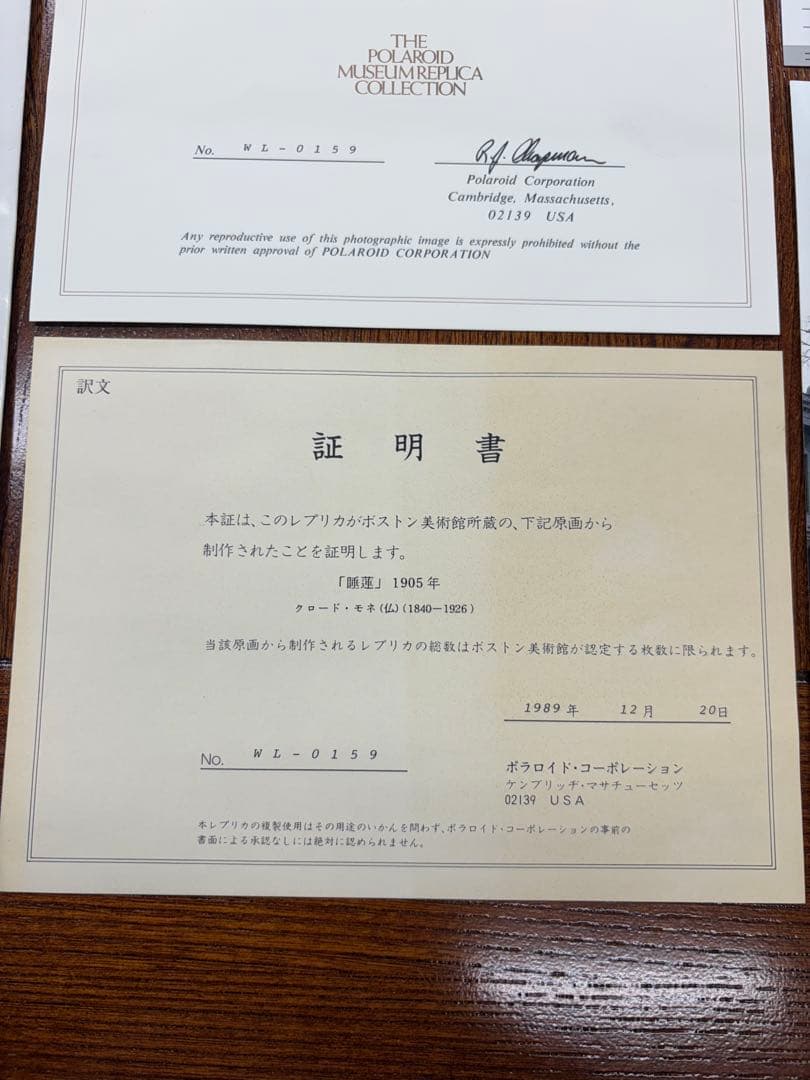 THE
POLAROID
MUSEUM REPLICA
COLLECTION
No. WL-0159
R.J. Chapman
Polaroid Corporation
Cambridge, Massachusetts,
02139 USA
Any reproductive use of this photographic image is expressly prohibited without the
prior written approval of POLAROID CORPORATION
訳文
証明書
本証は、このレプリカがボストン美術館所蔵の、下記原画から
制作されたことを証明します。
「睡蓮」1905年
クロード・モネ(仏)(1840−1926)
当該原画から制作されるレプリカの総数はボストン美術館が認定する枚数に限られます。
1989年 12月 20日
No. WL-0159
ポラロイド・コーポレーション
ケンブリッヂ・マサチューセッツ
02139 USA
本レプリカの複製使用はその用途のいかんを問わず、ポラロイド・コーポレーションの事前の
書面による承認なしには絶対に認められません。